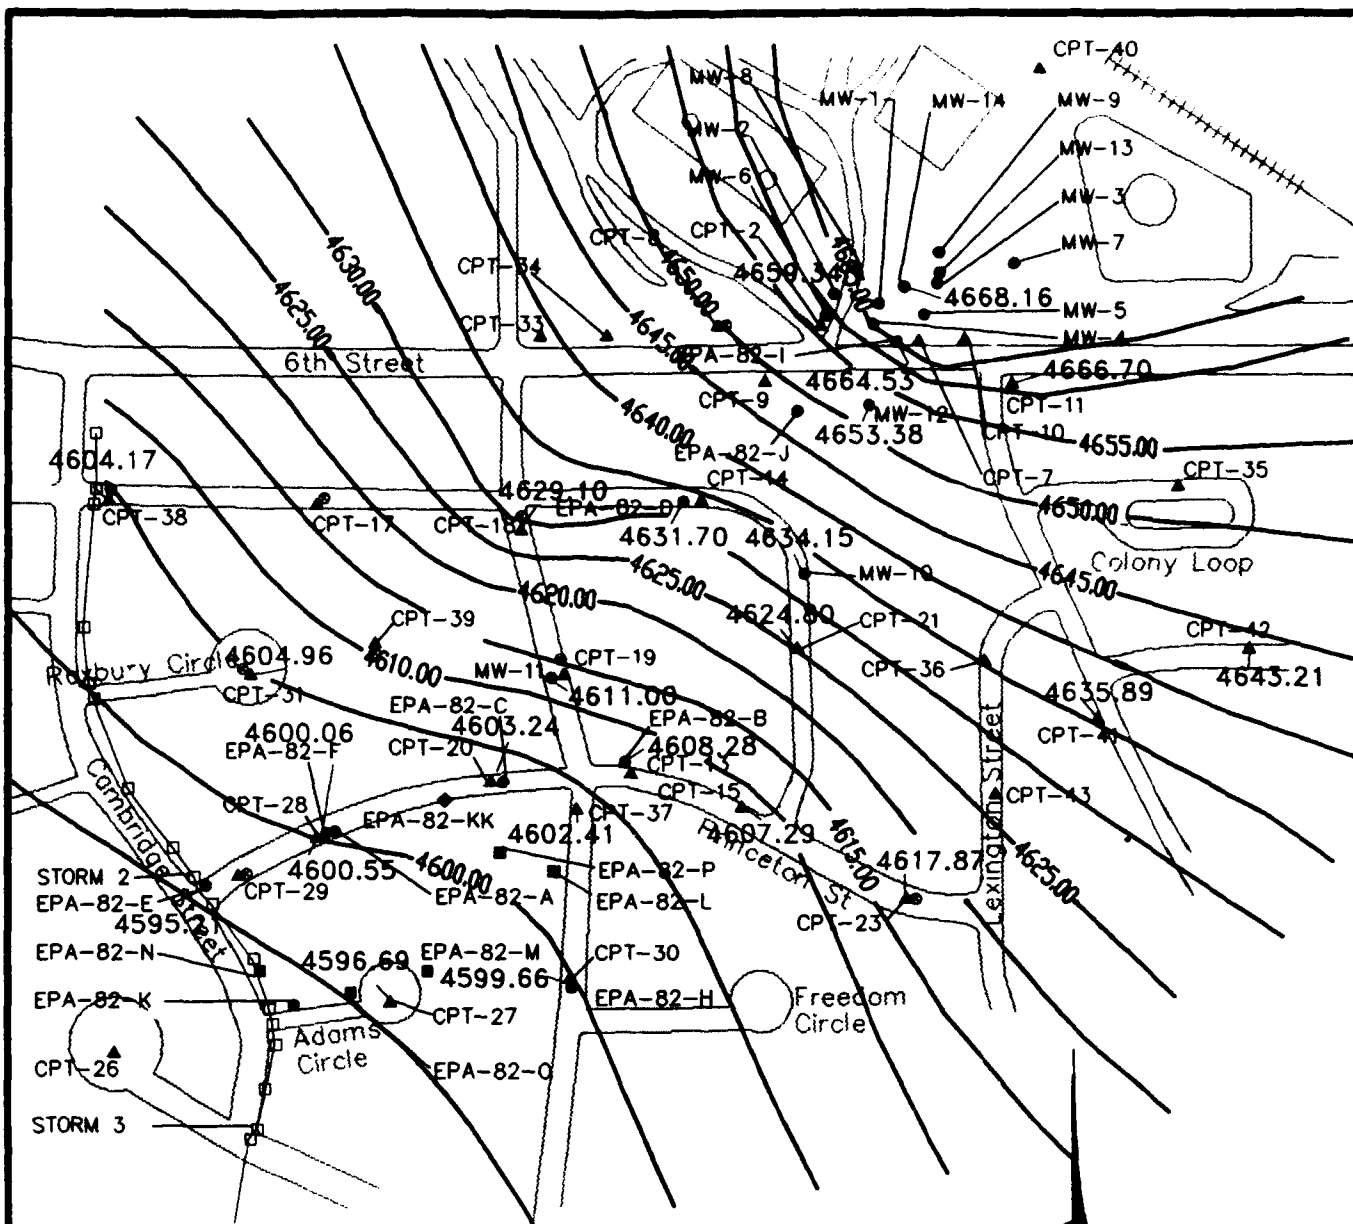 CPT-40
MW-8
MW-1
MW-14
MW-9
MW-2
MW-13
MW-6
MW-3
CPT-2
MW-7
4630.00
CPT-34
4650.00
4668.16
4625.00
MW-5
CPT-33
4645.00
MW-4
6th Street
EPA-82-I
4664.53
4666.70
CPT-9
CPT-11
4640.00
MW-12
4653.38
CPT-10
4655.00
EPA-82-J
4604.17
CPT-14
CPT-7
CPT-35
4629.10
EPA-82-D
4650.00
CPT-38
CPT-17
CPT-18
4631.70
4634.15
Colony Loop
4625.00
MW-10
4645.00
4620.00
4624.80
CPT-21
CPT-39
CPT-42
Roxbury Circle
4604.96
4610.00
CPT-19
CPT-36
MW-11
4643.21
CPT-31
4611.00
4635.89
EPA-82-C
EPA-82-B
4600.06
4603.24
CPT-41
EPA-82-F
CPT-20
4608.28
CPT-13
Cambridge Street
CPT-15
Lexington Street
CPT-43
CPT-28
EPA-82-KK
CPT-37
Princeton St
4607.29
4602.41
4615.00
4600.55
4600.00
EPA-82-P
4617.87
4625.00
STORM 2
CPT-29
EPA-82-A
EPA-82-L
EPA-82-E
CPT-23
EPA-82-N
4596.69
EPA-82-M
CPT-30
4599.66
EPA-82-K
EPA-82-H
Freedom
Circle
CPT-27
Adams
Circle
CPT-26
EPA-82-O
STORM 3